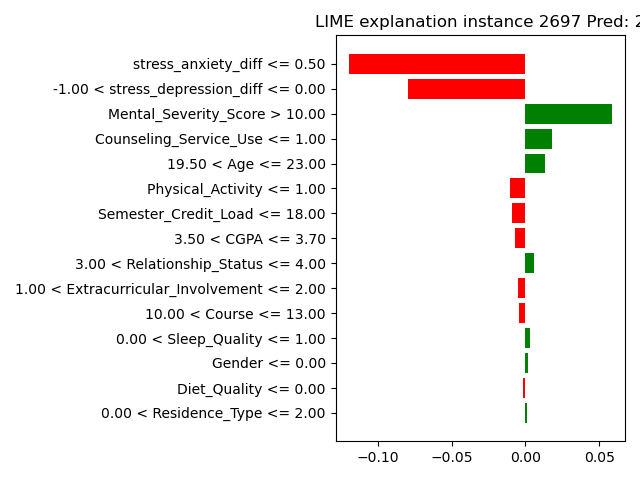 LIME explanation instance 2697 Pred: 2
stress_anxiety_diff <= 0.50
-1.00 < stress_depression_diff <= 0.00
Mental_Severity_Score > 10.00
Counseling_Service_Use <= 1.00
19.50 < Age <= 23.00
Physical_Activity <= 1.00
Semester_Credit_Load <= 18.00
3.50 < CGPA <= 3.70
3.00 < Relationship_Status <= 4.00
1.00 < Extracurricular_Involvement <= 2.00
10.00 < Course <= 13.00
0.00 < Sleep_Quality <= 1.00
Gender <= 0.00
Diet_Quality <= 0.00
0.00 < Residence_Type <= 2.00
−0.10 −0.05 0.00 0.05